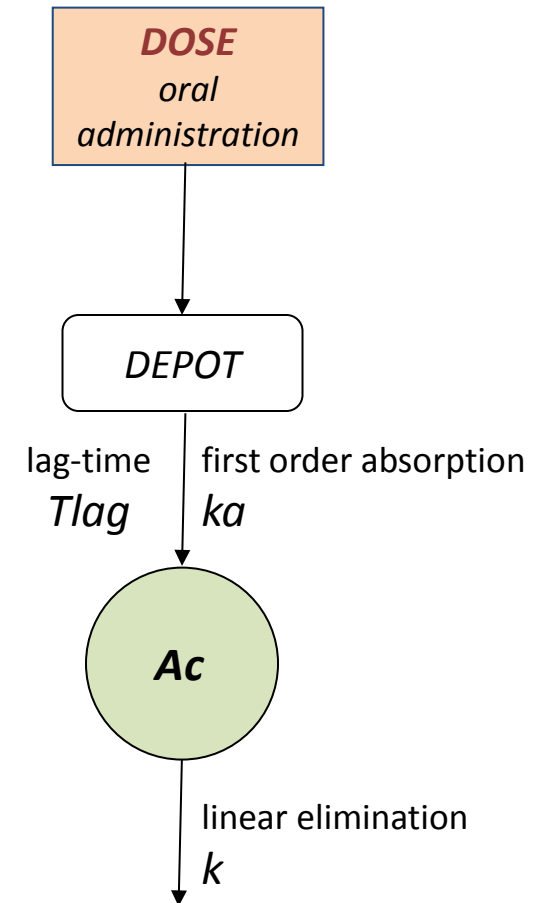 DOSE
oral
administration
DEPOT
lag-time
Tlag
first order absorption
ka
Ac
linear elimination
k